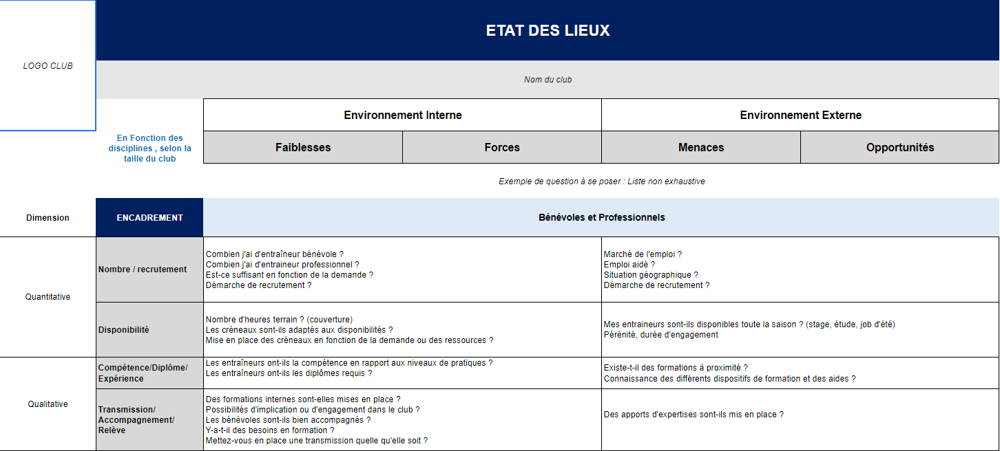 ETAT DES LIEUX
LOGO CLUB
Nom du club
En Fonction des
disciplines , selon la
taille du club
Environnement Interne
Environnement Externe
Faiblesses
Forces
Menaces
Opportunités
Exemple de question à se poser : Liste non exhaustive
Dimension
ENCADREMENT
Bénévoles et Professionnels
Quantitative
Nombre / recrutement
Combien j'ai d'entraîneur bénévole ?
Combien j'ai d'entraineur professionnel ?
Est-ce suffisant en fonction de la demande ?
Démarche de recrutement ?
Marché de l'emploi ?
Emploi aidé ?
Situation géographique ?
Démarche de recrutement ?
Disponibilité
Nombre d'heures terrain ? (couverture)
Les créneaux sont-ils adaptés aux disponibilités ?
Mise en place des créneaux en fonction de la demande ou des ressources ?
Mes entraineurs sont-ils disponibles toute la saison ? (stage, étude, job d'été)
Pérénité, durée d'engagement
Qualitative
Compétence/Diplôme/
Expérience
Les entraîneurs ont-ils la compétence en rapport aux niveaux de pratiques ?
Les entraîneurs ont-ils les diplômes requis ?
Existe-t-il des formations à proximité ?
Connaissance des différents dispositifs de formation et des aides ?
Transmission/
Accompagnement/
Relève
Des formations internes sont-elles mises en place ?
Possibilités d'implication ou d'engagement dans le club ?
Les bénévoles sont-ils bien accompagnés ?
Y-a-t-il des besoins en formation ?
Mettez-vous en place une transmission quelle qu'elle soit ?
Des apports d'expertises sont-ils mis en place ?